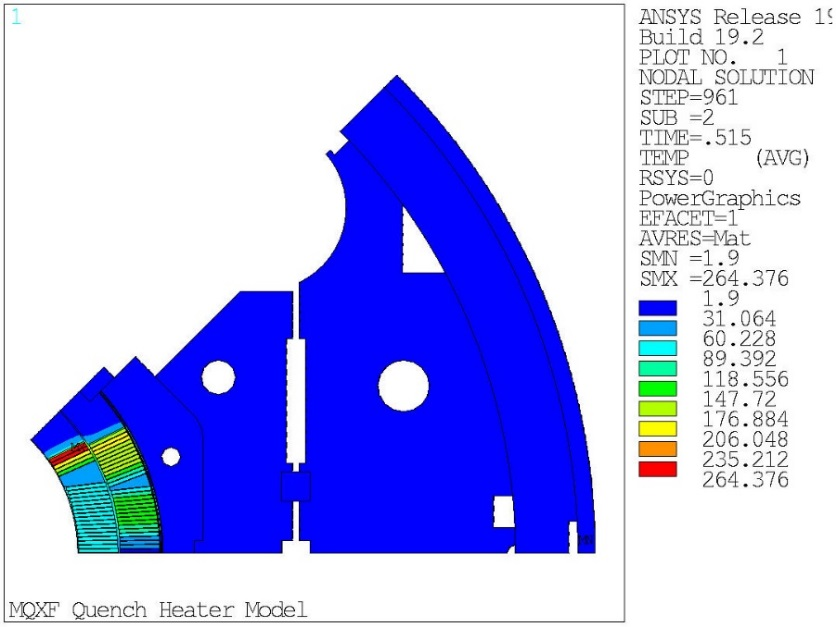 1
ANSYS Release 19
Build 19.2
PLOT NO. 1
NODAL SOLUTION
STEP=961
SUB =2
TIME=.515
TEMP (AVG)
RSYS=0
PowerGraphics
EFACET=1
AVRES=Mat
SMN =1.9
SMX =264.376
1.9
31.064
60.228
89.392
118.556
147.72
176.884
206.048
235.212
264.376
MQXF Quench Heater Model